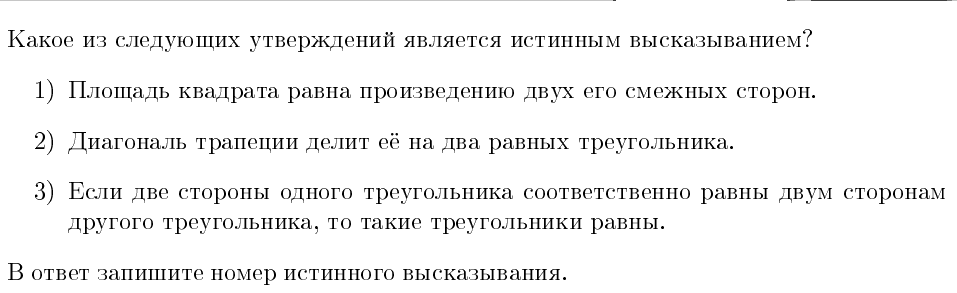 Какое из следующих утверждений является истинным высказыванием?
1) Площадь квадрата равна произведению двух его смежных сторон.
2) Диагональ трапеции делит её на два равных треугольника.
3) Если две стороны одного треугольника соответственно равны двум сторонам
другого треугольника, то такие треугольники равны.
В ответ запишите номер истинного высказывания.